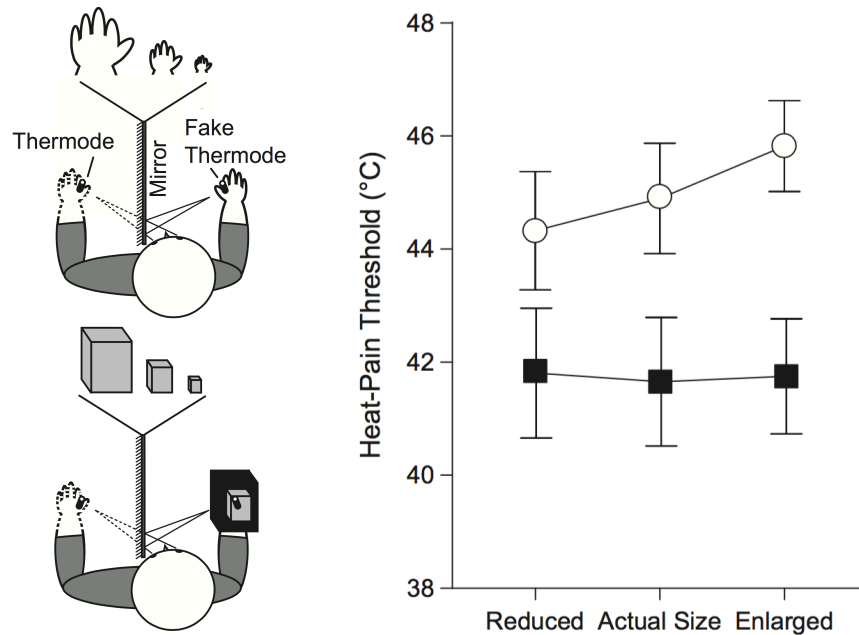 Thermode
Fake
Thermode
Mirror
Heat-Pain Threshold (°C)
48
46
44
42
40
38
Reduced Actual Size Enlarged